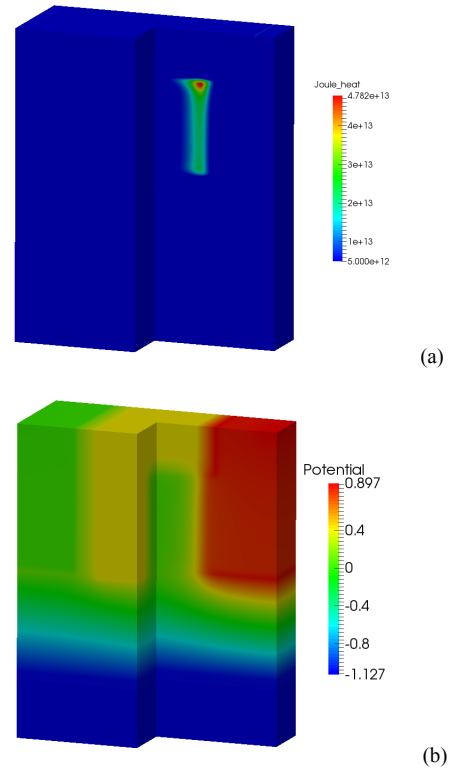 Joule_heat
4.782e+13
4e+13
3e+13
2e+13
1e+13
5.000e+12
(a)
Potential
0.897
0.4
0
-0.4
-0.8
-1.127
(b)